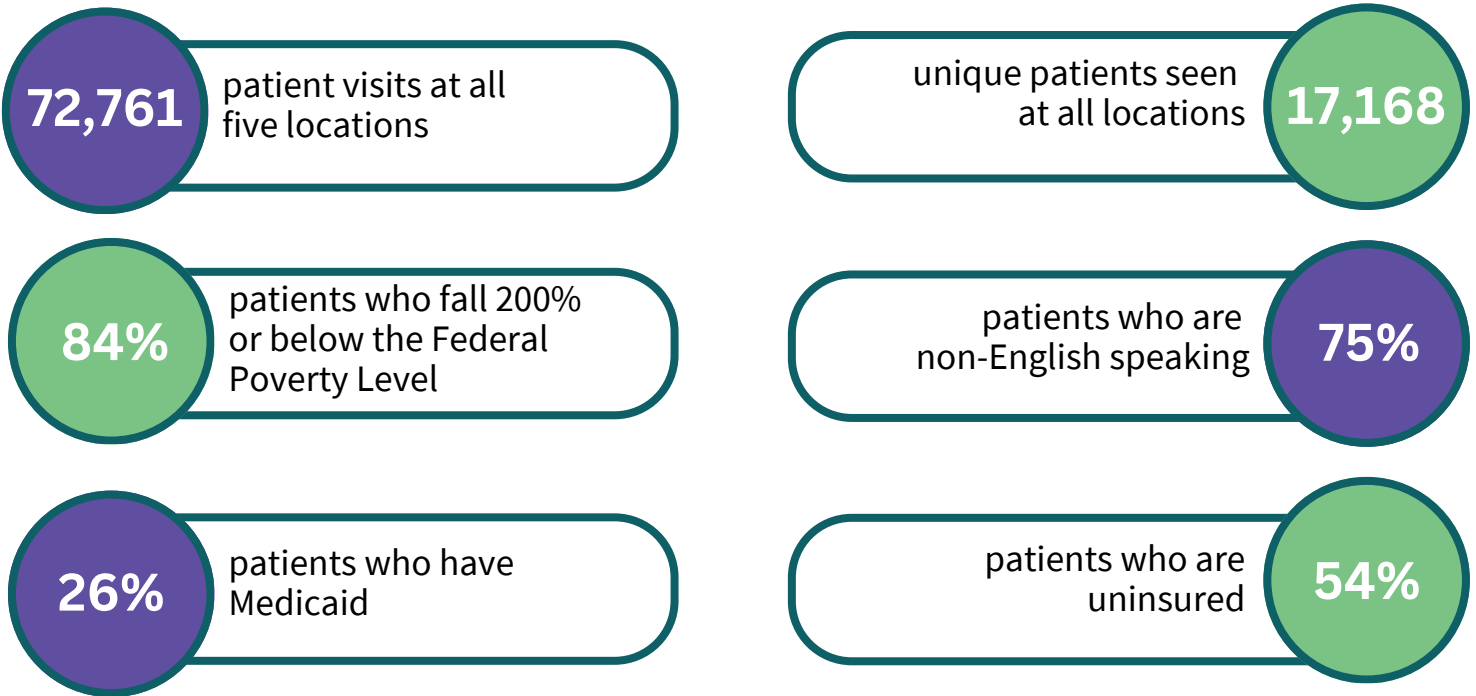 72,761
patient visits at all
five locations
unique patients seen
at all locations
17,168
84%
patients who fall 200%
or below the Federal
Poverty Level
patients who are
non-English speaking
75%
26%
patients who have
Medicaid
patients who are
uninsured
54%